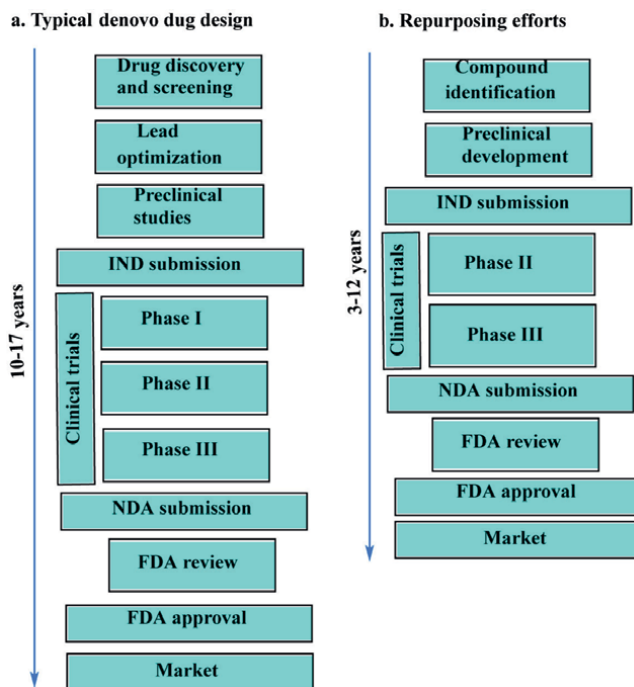 a. Typical denovo dug design
Drug discovery
and screening
Lead
optimization
Preclinical
studies
IND submission
10-17 years
Clinical trials
Phase I
Phase II
Phase III
NDA submission
FDA review
FDA approval
Market
b. Repurposing efforts
Compound
identification
Preclinical
development
IND submission
3-12 years
Clinical trials
Phase II
Phase III
NDA submission
FDA review
FDA approval
Market